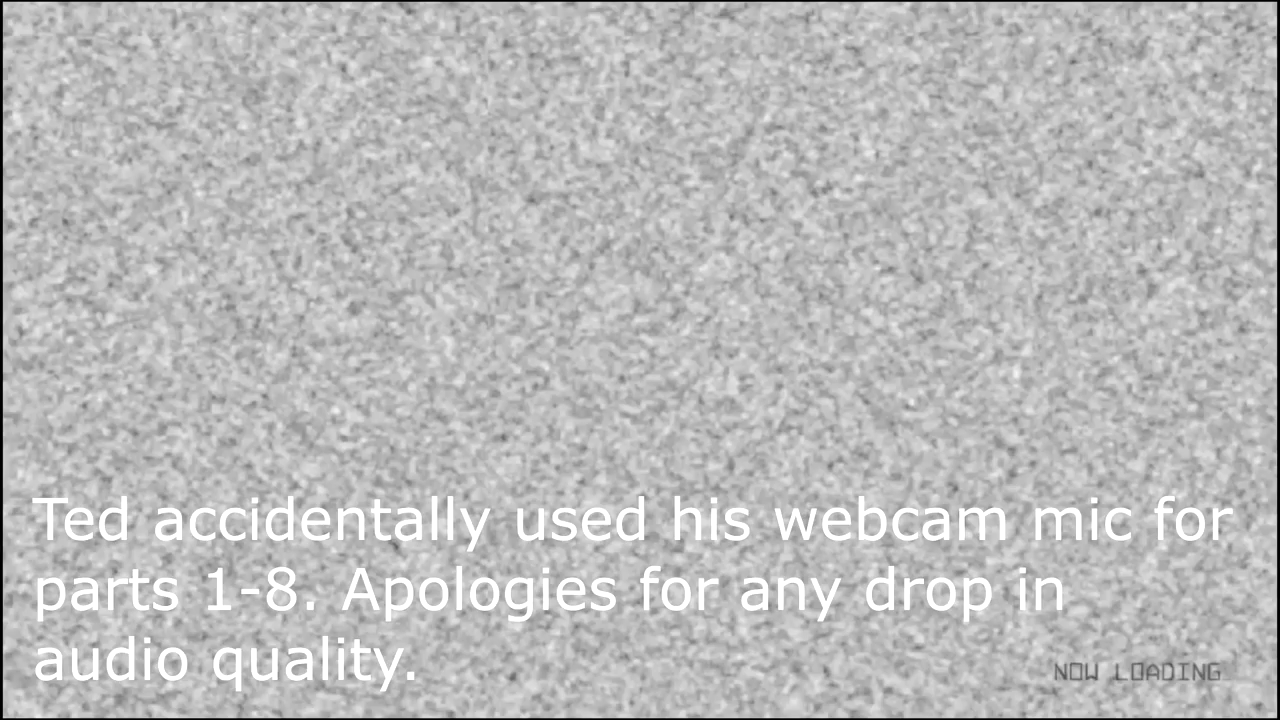 Ted accidentally used his webcam mic for
parts 1-8. Apologies for any drop in
audio quality.
NOW LOADING